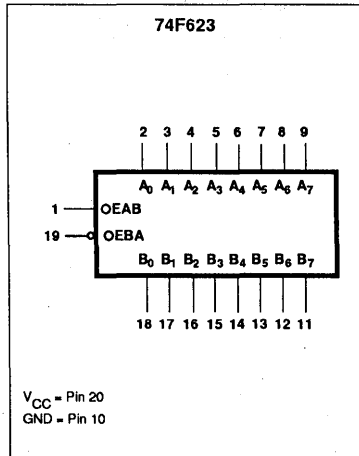 74F623
2 3 4 5 6 7 8 9
A0 A1 A2 A3 A4 A5 A6 A7
1 OEAB
19 OEBA
B0 B1 B2 B3 B4 B5 B6 B7
18 17 16 15 14 13 12 11
VCC = Pin 20
GND = Pin 10